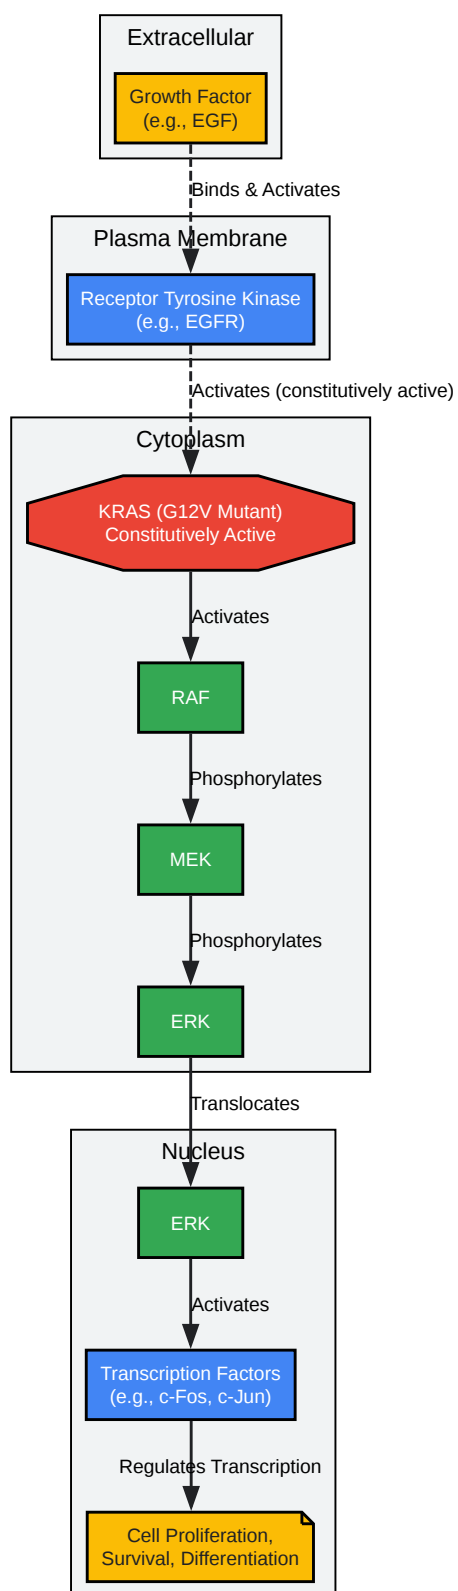 Extracellular
Growth Factor
(e.g., EGF)
Binds & Activates
Plasma Membrane
Receptor Tyrosine Kinase
(e.g., EGFR)
Activates (constitutively active)
Cytoplasm
KRAS (G12V Mutant)
Constitutively Active
Activates
RAF
Phosphorylates
MEK
Phosphorylates
ERK
Translocates
Nucleus
ERK
Activates
Transcription Factors
(e.g., c-Fos, c-Jun)
Regulates Transcription
Cell Proliferation,
Survival, Differentiation